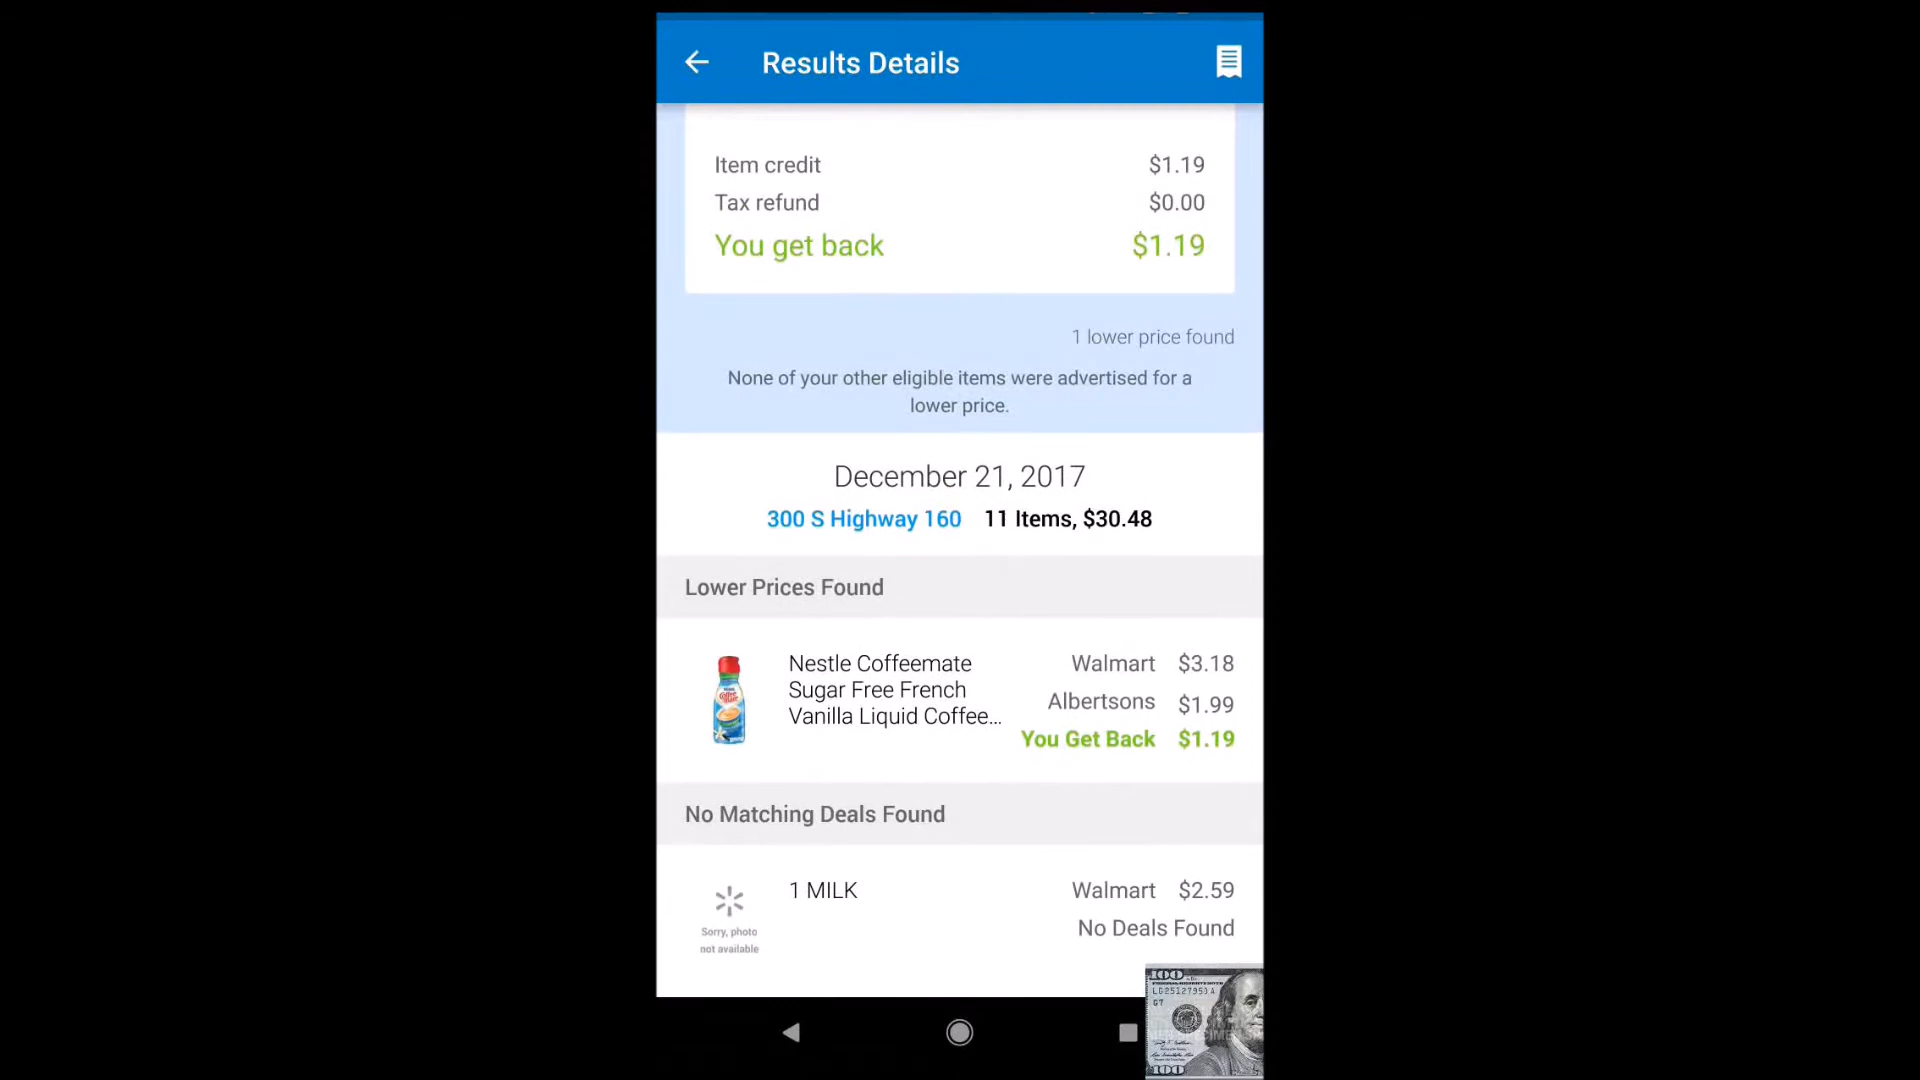 Results Details
Item credit $1.19
Tax refund $0.00
You get back $1.19
1 lower price found
None of your other eligible items were advertised for a
lower price.
December 21, 2017
300 S Highway 160 11 Items, $30.48
Lower Prices Found
Nestle Coffeemate Walmart $3.18
Sugar Free French Albertsons $1.99
Vanilla Liquid Coffee... You Get Back $1.19
No Matching Deals Found
1 MILK Walmart $2.59
No Deals Found
Sorry, photo
not available
100
100